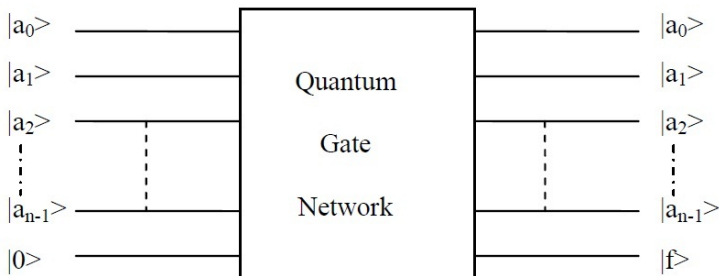 |a₀> |a₀>
|a₁> |a₁>
Quantum
|a₂> |a₂>
Gate
Network
|aₙ₋₁> |aₙ₋₁>
|0> |f>